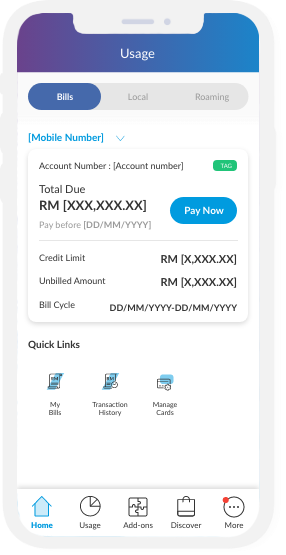 Usage
Bills Local Roaming
[Mobile Number]
Account Number : [Account number] TAG
Total Due
RM [XXX,XXX.XX]
Pay Now
Pay before [DD/MM/YYYY]
Credit Limit RM [X,XXX.XX]
Unbilled Amount RM [X,XXX.XX]
Bill Cycle DD/MM/YYYY-DD/MM/YYYY
Quick Links
My Bills
Transaction History
Manage Cards
Home Usage Add-ons Discover More